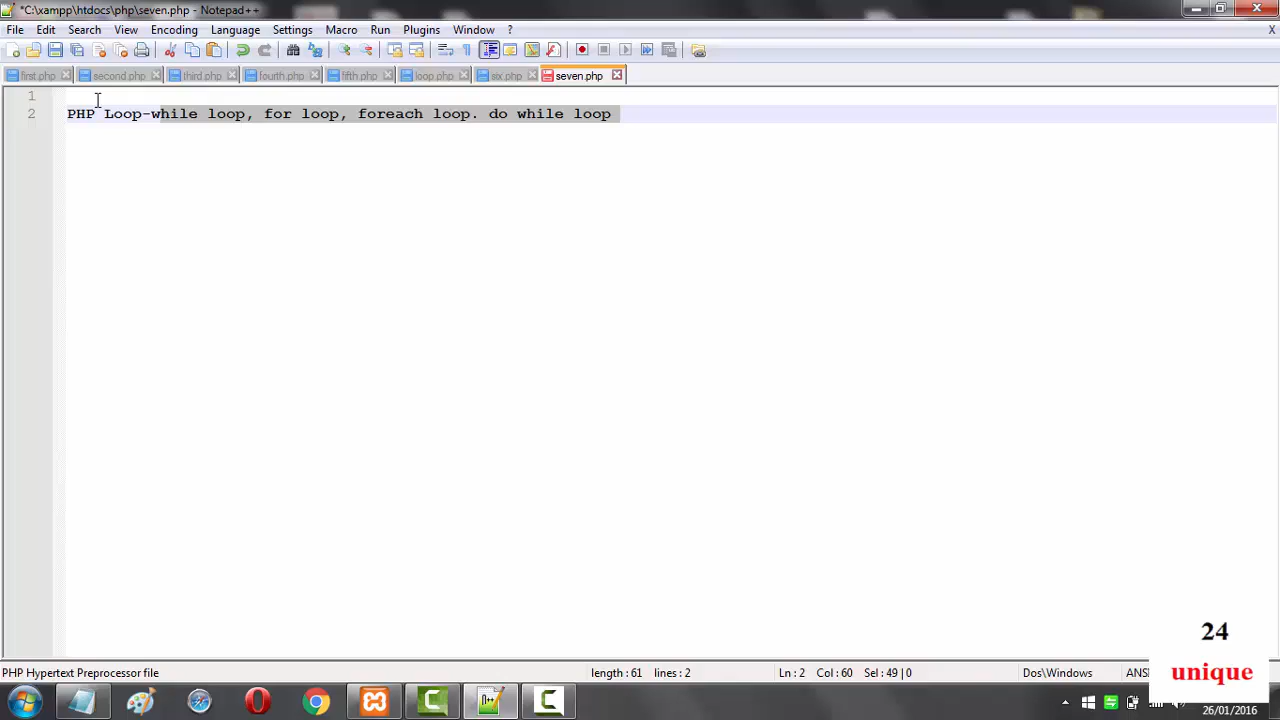 *C:\xampp\htdocs\php\seven.php - Notepad++
File Edit Search View Encoding Language Settings Macro Run Plugins Window ? X
first.php second.php third.php fourth.php fifth.php loop.php six.php seven.php
1
2 PHP Loop-while loop, for loop, foreach loop. do while loop
24
unique
PHP Hypertext Preprocessor file length : 61 lines : 2 Ln : 2 Col : 60 Sel : 49 | 0 Dos\Windows
26/01/2016